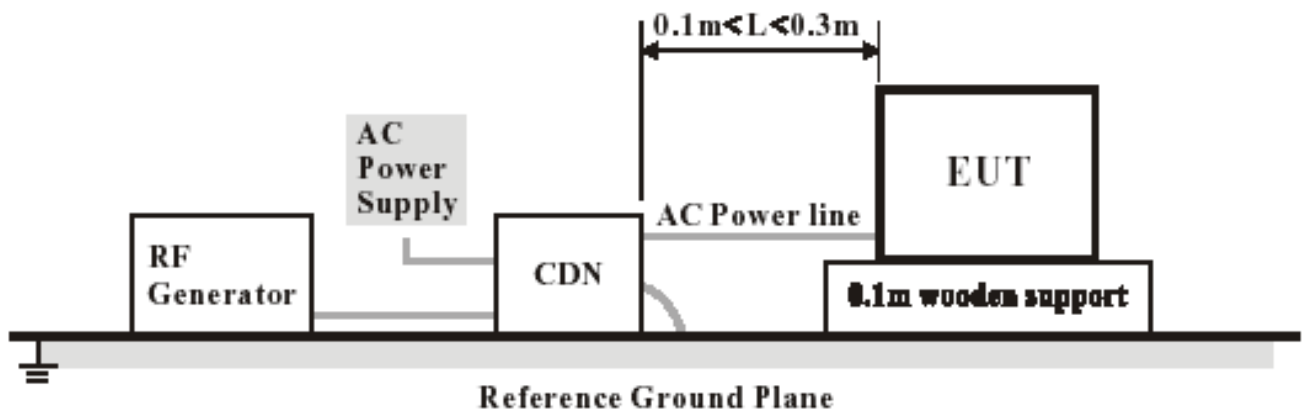 0.1m<L<0.3m
AC
Power
Supply
EUT
AC Power line
RF
Generator
CDN
0.1m wooden support
Reference Ground Plane